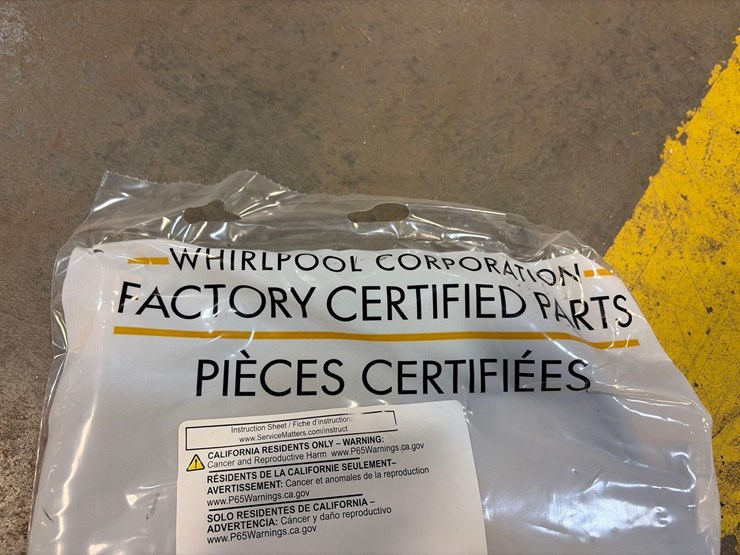 WHIRLPOOL CORPORATION
FACTORY CERTIFIED PARTS
PIÈCES CERTIFIÉES
Instruction Sheet / Fiche d'instruction
www.ServiceMatters.com/instruct
CALIFORNIA RESIDENTS ONLY – WARNING:
Cancer and Reproductive Harm www.P65Warnings.ca.gov
RÉSIDENTS DE LA CALIFORNIE SEULEMENT–
AVERTISSEMENT: Cancer et anomales de la reproduction
www.P65Warnings.ca.gov
SOLO RESIDENTES DE CALIFORNIA –
ADVERTENCIA: Cáncer y daño reproductivo
www.P65Warnings.ca.gov